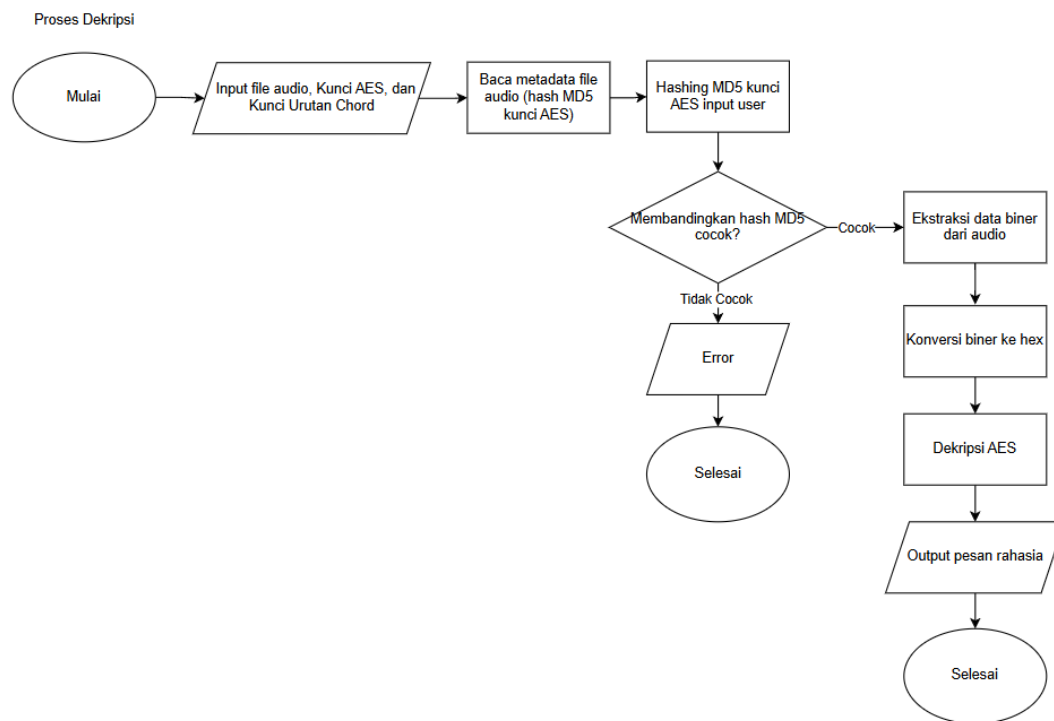 Proses Dekripsi
Mulai
Input file audio, Kunci AES, dan
Kunci Urutan Chord
Baca metadata file
audio (hash MD5
kunci AES)
Hashing MD5 kunci
AES input user
Membandingkan hash MD5
cocok?
Cocok
Ekstraksi data biner
dari audio
Tidak Cocok
Konversi biner ke hex
Error
Dekripsi AES
Selesai
Output pesan rahasia
Selesai